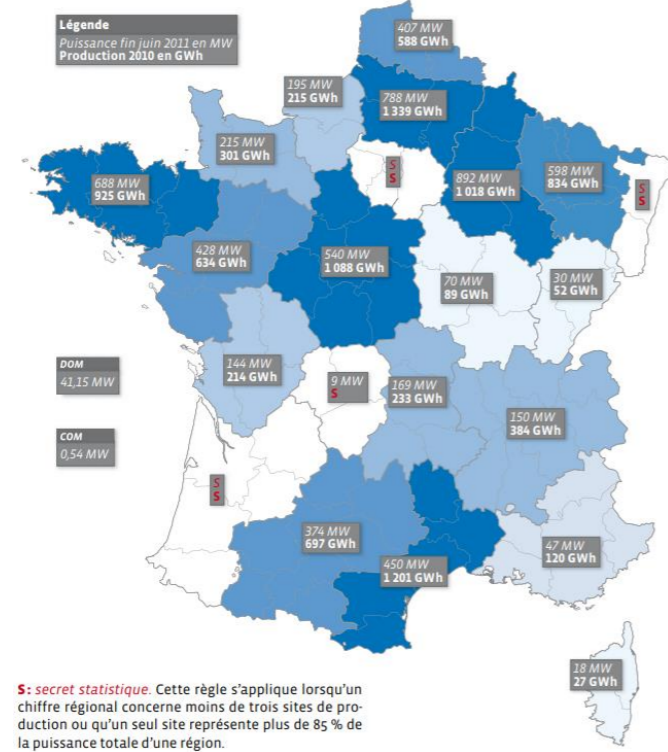 Légende
Puissance fin juin 2011 en MW
Production 2010 en GWh
407 MW
588 GWh
195 MW
215 GWh
788 MW
1 339 GWh
215 MW
301 GWh
S
S
892 MW
1 018 GWh
598 MW
834 GWh
S
S
688 MW
925 GWh
428 MW
634 GWh
540 MW
1 088 GWh
70 MW
89 GWh
30 MW
52 GWh
DOM
41,15 MW
144 MW
214 GWh
9 MW
S
169 MW
233 GWh
150 MW
384 GWh
COM
0,54 MW
S
S
374 MW
697 GWh
450 MW
1 201 GWh
47 MW
120 GWh
18 MW
27 GWh
S : secret statistique. Cette règle s’applique lorsqu’un
chiffre régional concerne moins de trois sites de pro-
duction ou qu’un seul site représente plus de 85 % de
la puissance totale d’une région.